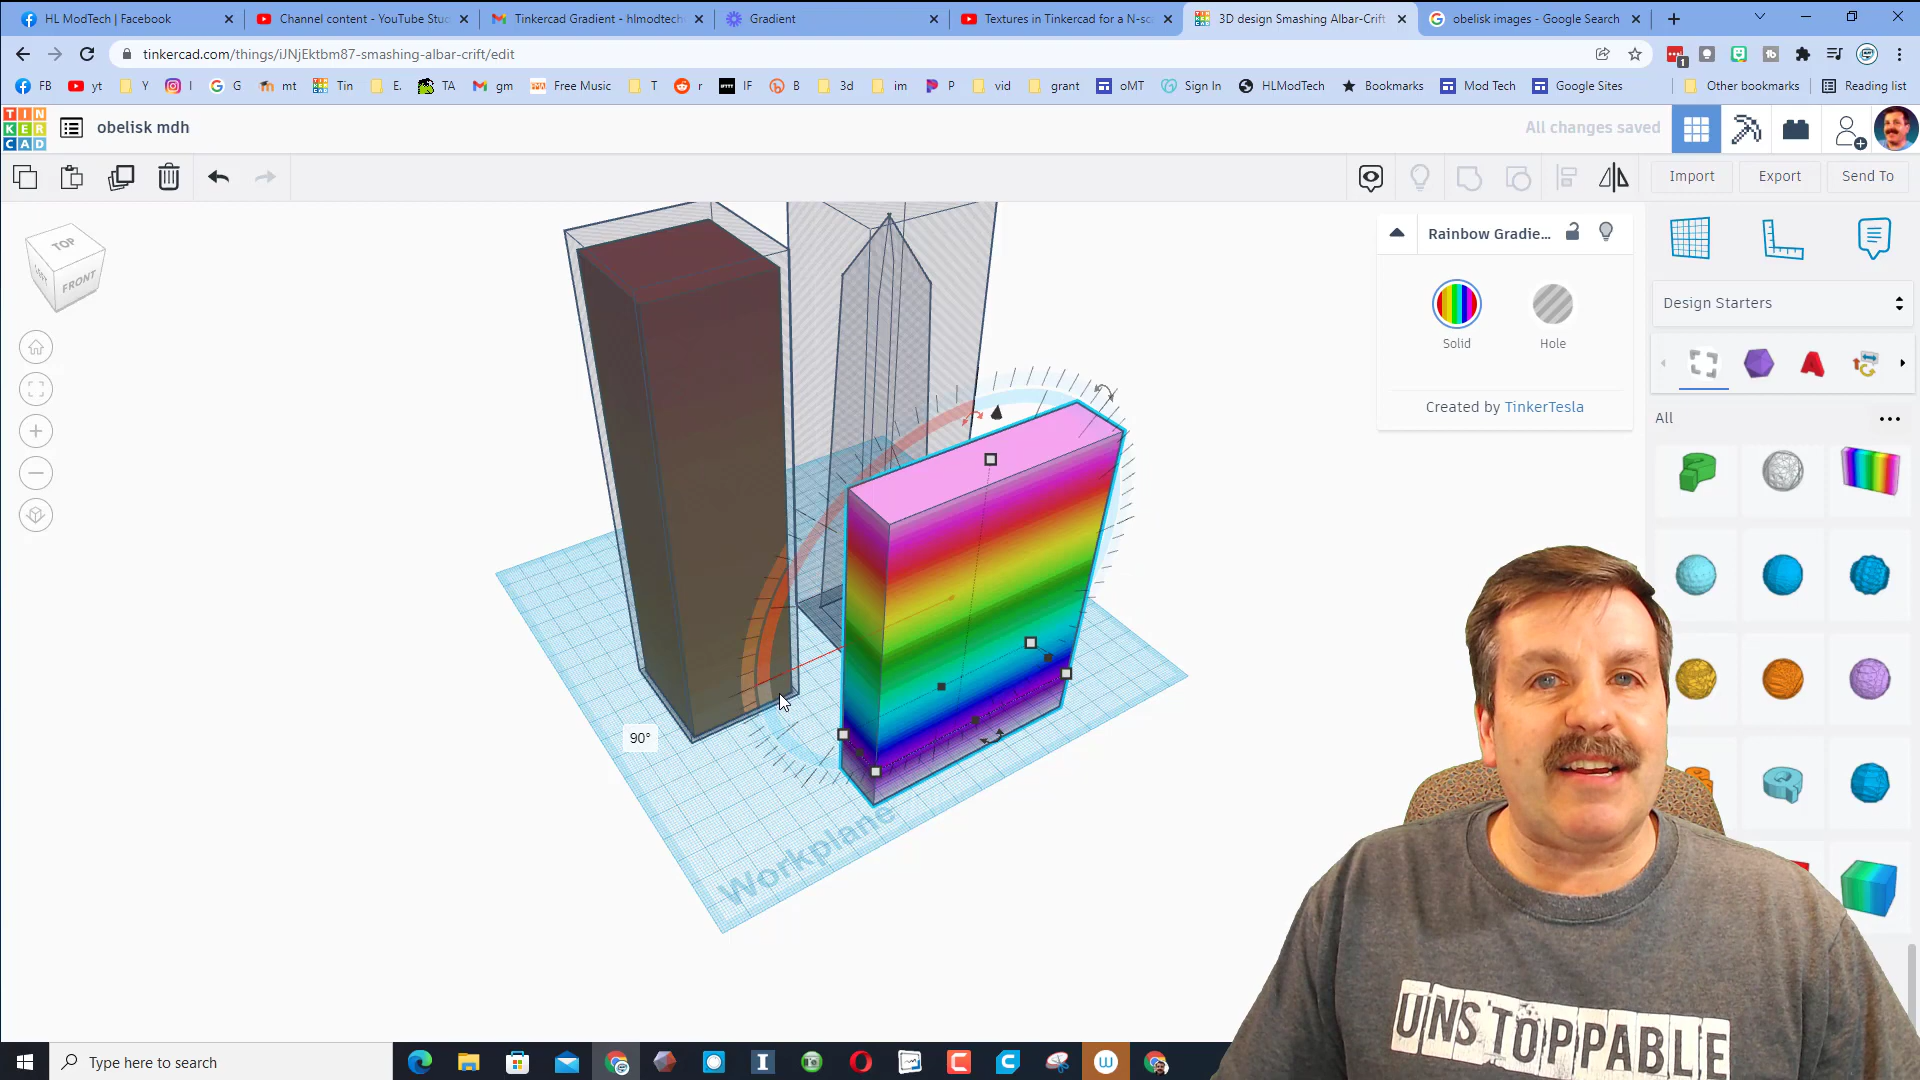 HL ModTech | Facebook
Channel content - YouTube Stud
Tinkercad Gradient - hlmodtech
Gradient
Textures in Tinkercad for a N-sc
3D design Smashing Albar-Crift
obelisk images - Google Search
tinkercad.com/things/iJNjEktbm87-smashing-albar-crift/edit
1
FB
yt
Y
I
G
mt
Tin
E.
TA
gm
Free Music
T
r
IF
B
3d
im
P
vid
grant
oMT
Sign In
HLModTech
Bookmarks
Mod Tech
Google Sites
Other bookmarks
Reading list
TIN
KER
CAD
obelisk mdh
All changes saved
Import
Export
Send To
TOP
LEFT
FRONT
Rainbow Gradie...
Solid
Hole
Created by TinkerTesla
Design Starters
All
90°
Workplane
UNSTOPPABLE
Type here to search